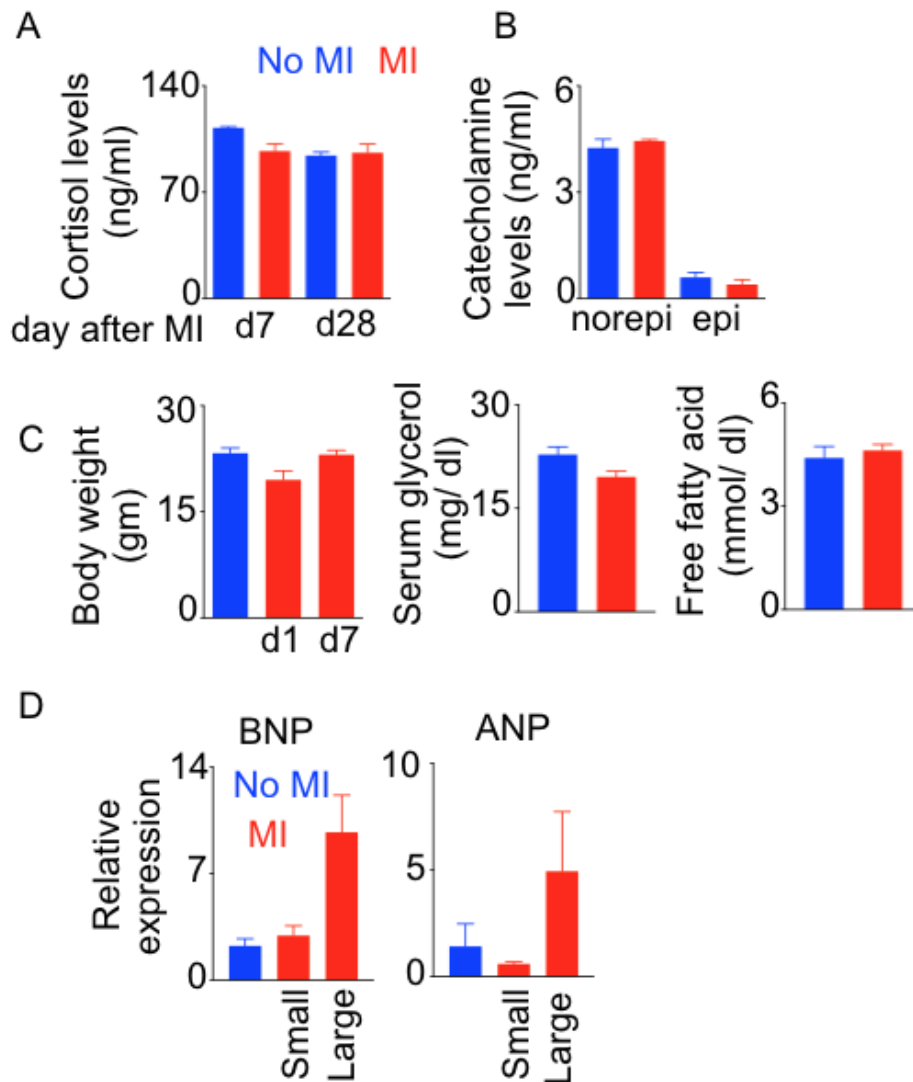 A
No MI MI
Cortisol levels
(ng/ml)
140
70
0
day after MI d7 d28
B
Catecholamine
levels (ng/ml)
6
3
0
norepi epi
C
Body weight
(gm)
30
15
0
d1 d7
Serum glycerol
(mg/ dl)
30
15
0
Free fatty acid
(mmol/ dl)
6
3
0
D
BNP
No MI
MI
Relative
expression
14
7
0
Small
Large
ANP
10
5
0
Small
Large